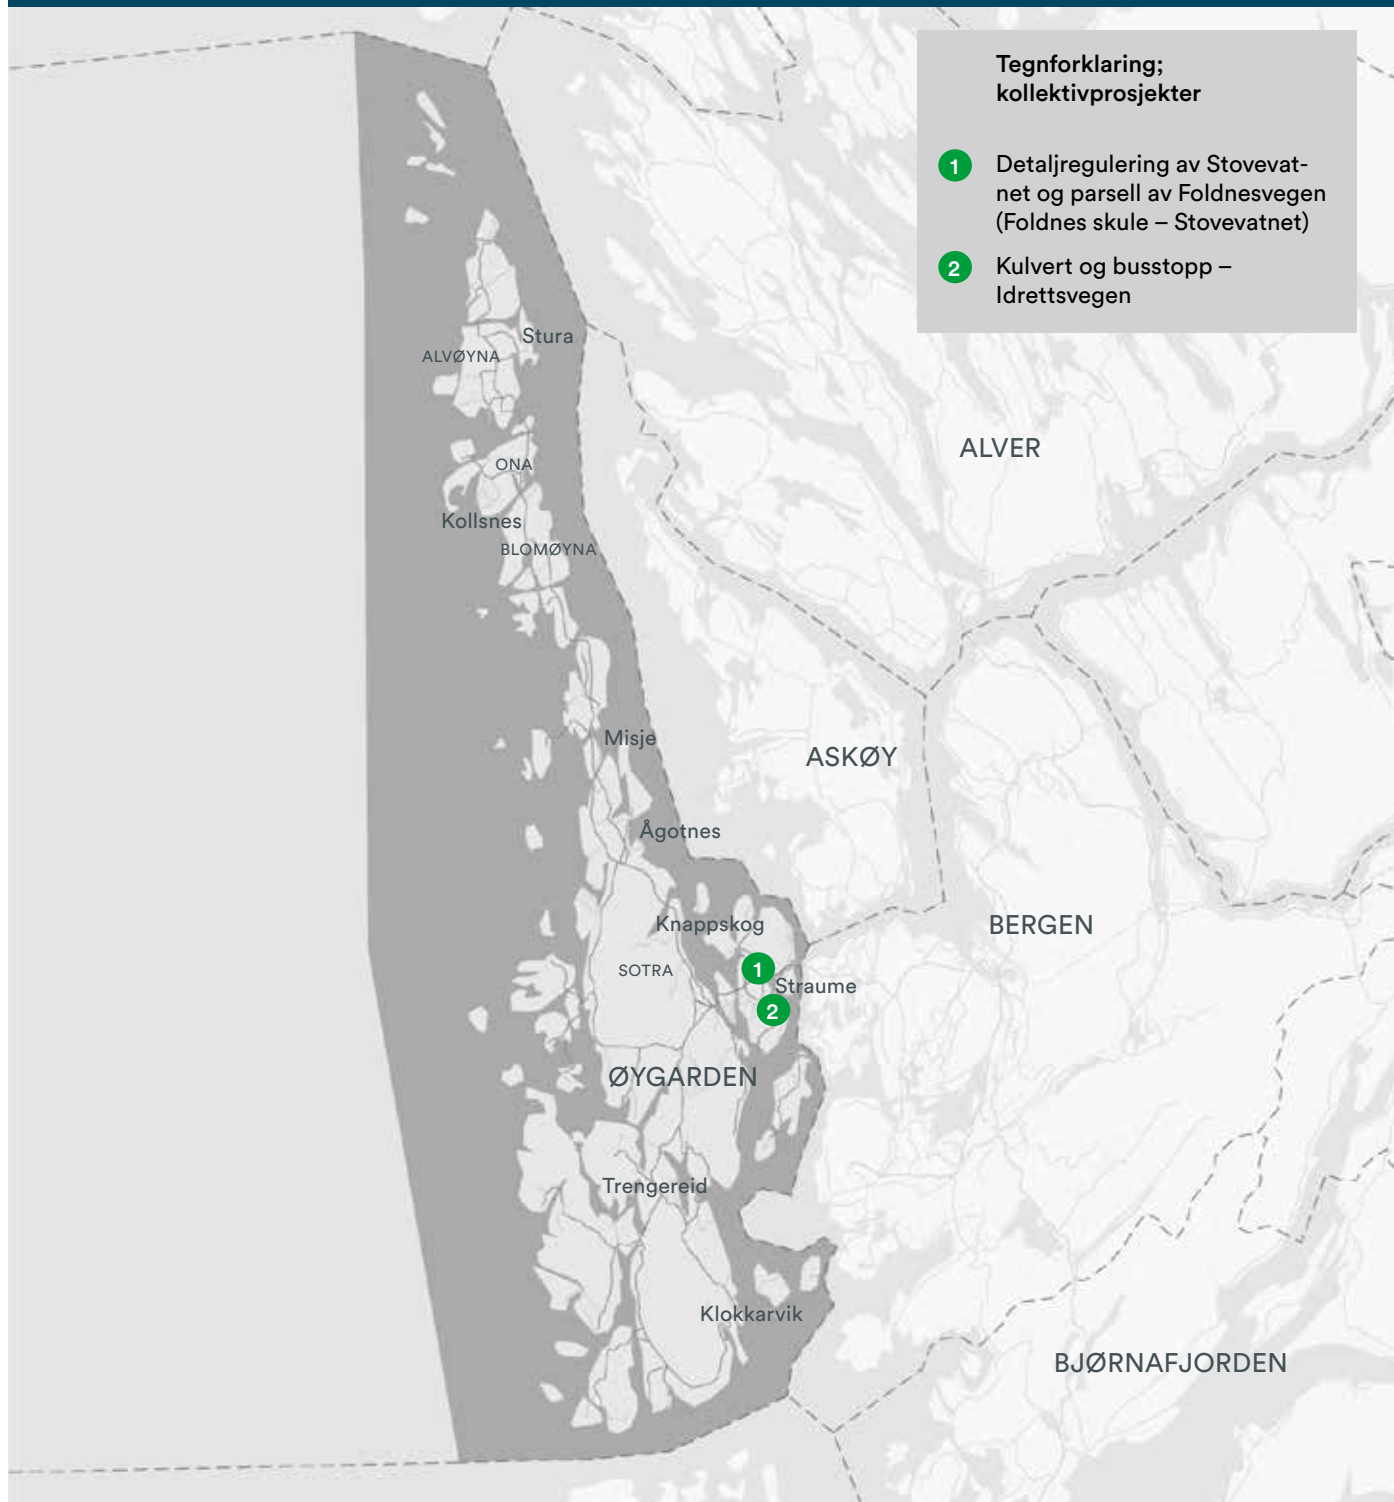 Tegnforklaring;
kollektivprosjekter
1 Detaljregulering av Stovevat-
net og parsell av Foldnesvegen
(Foldnes skule – Stovevatnet)
2 Kulvert og busstopp –
Idrettsvegen
Stura
ALVØYNA
ALVER
ONA
Kollsnes
BLOMØYNA
Misje
ASKØY
Ågotnes
Knappskog
BERGEN
SOTRA
1
Straume
2
ØYGARDEN
Trengereid
Klokkarvik
BJØRNAFJORDEN